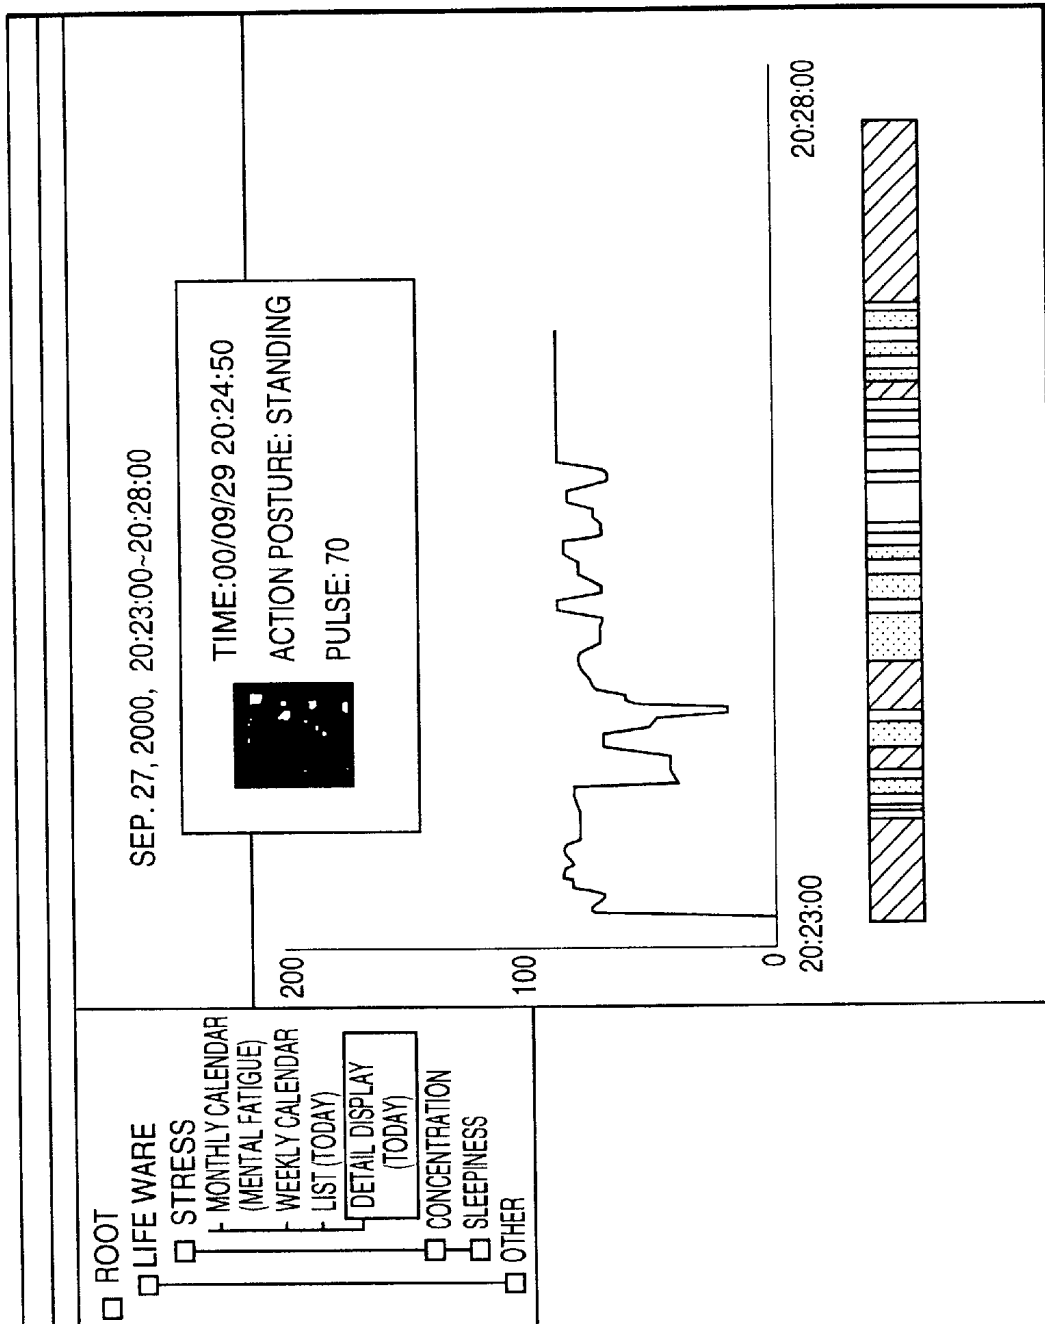 ROOT
LIFE WARE
STRESS
MONTHLY CALENDAR
(MENTAL FATIGUE)
WEEKLY CALENDAR
LIST (TODAY)
DETAIL DISPLAY
(TODAY)
CONCENTRATION
SLEEPINESS
OTHER
SEP. 27, 2000, 20:23:00~20:28:00
TIME:00/09/29 20:24:50
ACTION POSTURE: STANDING
PULSE: 70
200
100
0
20:23:00
20:28:00